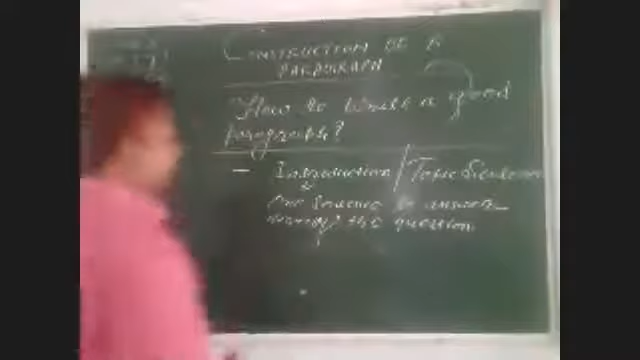 CONSTRUCTION OF A
PARAGRAPH
How to write a good
paragraph?
– Introduction / Topic Sentence
One sentence to answer
the question